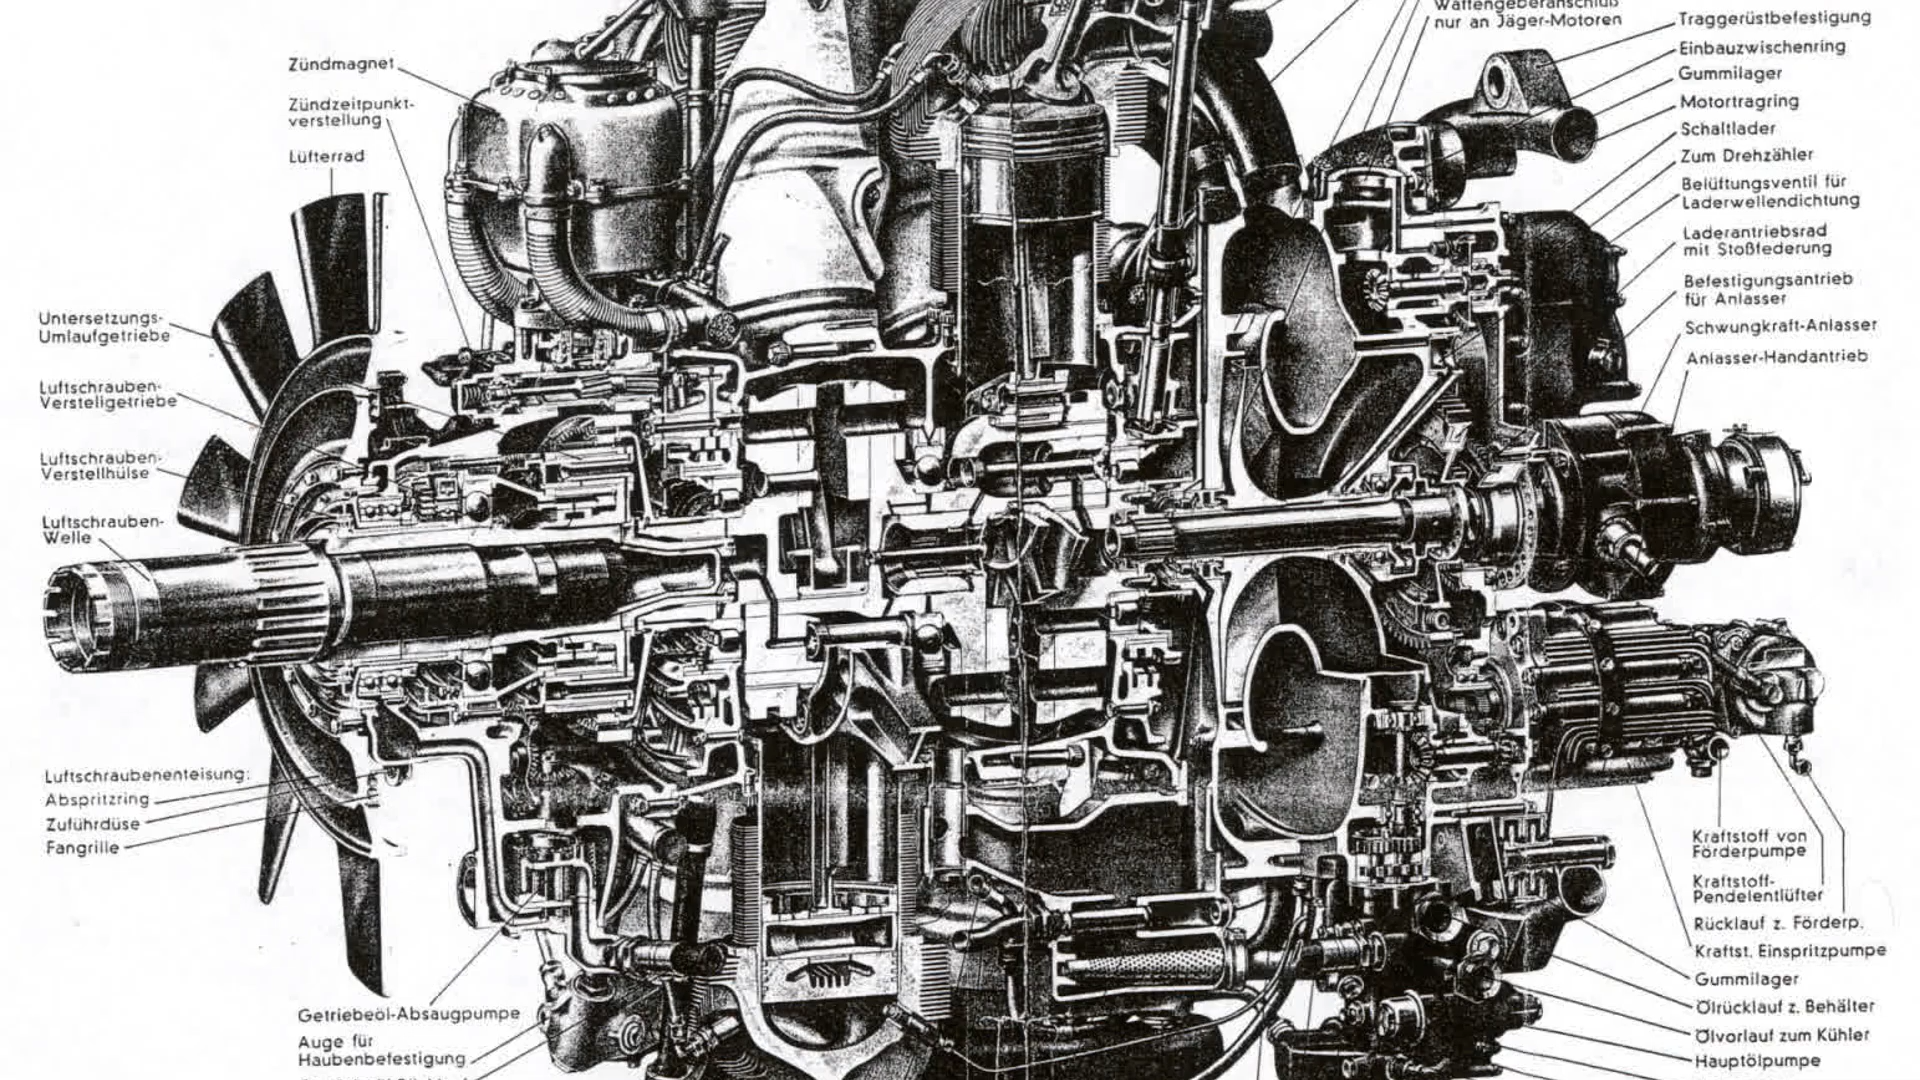 Waffengeberanschluß
nur an Jäger-Motoren
Traggerüstbefestigung
Einbauzwischenring
Gummilager
Motortragring
Schaltlader
Zum Drehzähler
Belüftungsventil für
Laderwellendichtung
Laderantriebsrad
mit Stoßfederung
Befestigungsantrieb
für Anlasser
Schwungkraft-Anlasser
Anlasser-Handantrieb
Zündmagnet
Zündzeitpunkt-
verstellung
Lüfterrad
Untersetzungs-
Umlaufgetriebe
Luftschrauben-
Verstellgetriebe
Luftschrauben-
Verstellhülse
Luftschrauben-
Welle
Luftschraubenenteisung:
Abspritzring
Zuführdüse
Fangrille
Getriebeöl-Absaugpumpe
Auge für
Haubenbefestigung
Kraftstoff von
Förderpumpe
Kraftstoff-
Pendelentlüfter
Rücklauf z. Förderp.
Kraftst. Einspritzpumpe
Gummilager
Ölrücklauf z. Behälter
Ölvorlauf zum Kühler
Hauptölpumpe